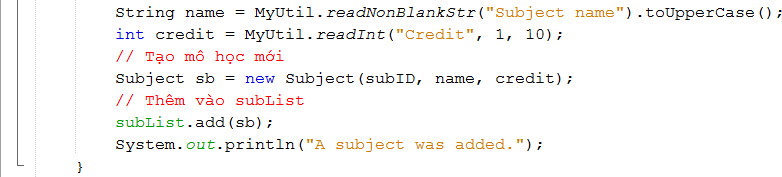 String name = MyUtil.readNonBlankStr("Subject name").toUpperCase();
int credit = MyUtil.readInt("Credit", 1, 10);
// Tạo mô học mới
Subject sb = new Subject(subID, name, credit);
// Thêm vào subList
subList.add(sb);
System.out.println("A subject was added.");
}